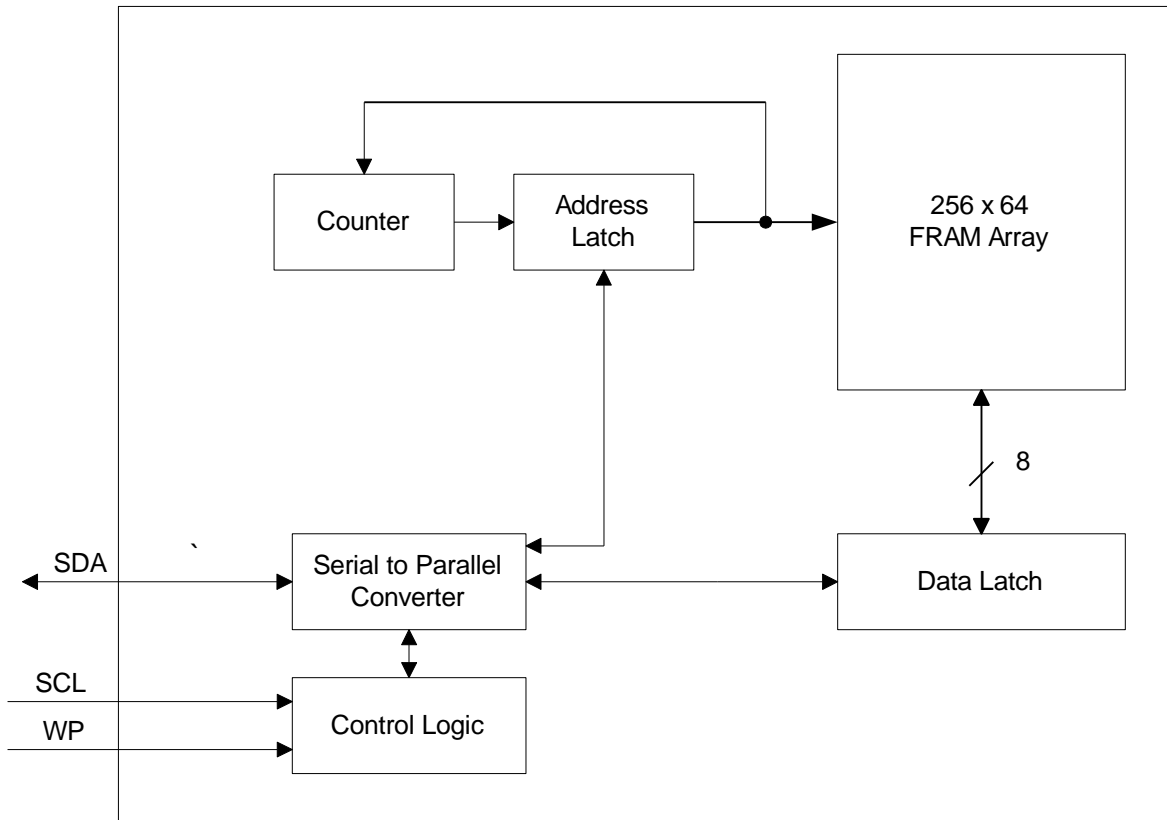 Counter
Address
Latch
256 x 64
FRAM Array
8
SDA
`
Serial to Parallel
Converter
Data Latch
SCL
WP
Control Logic